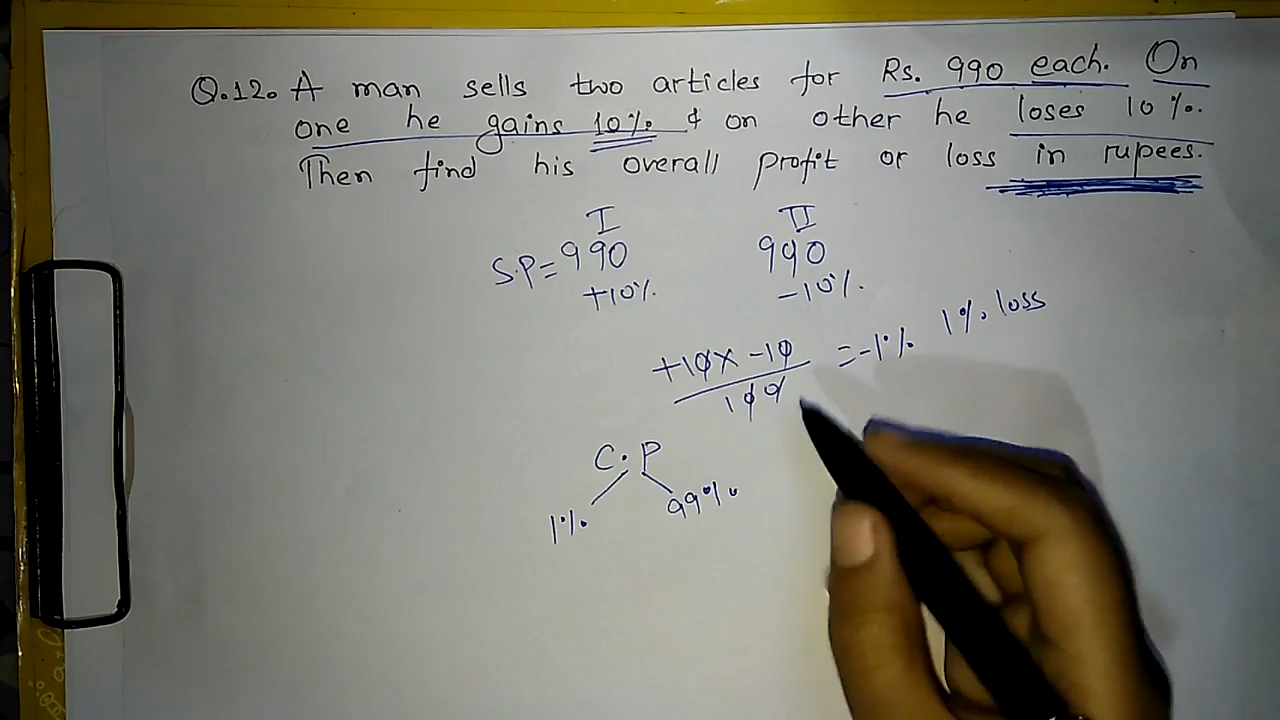 Q.12. A man sells two articles for Rs. 990 each. On
one he gains 10% & on other he loses 10%.
Then find his overall profit or loss in rupees.
I II
S.P = 990 990
+10% -10%.
+10 x -10 / 100 = -1% 1% loss
C.P
1% 99%